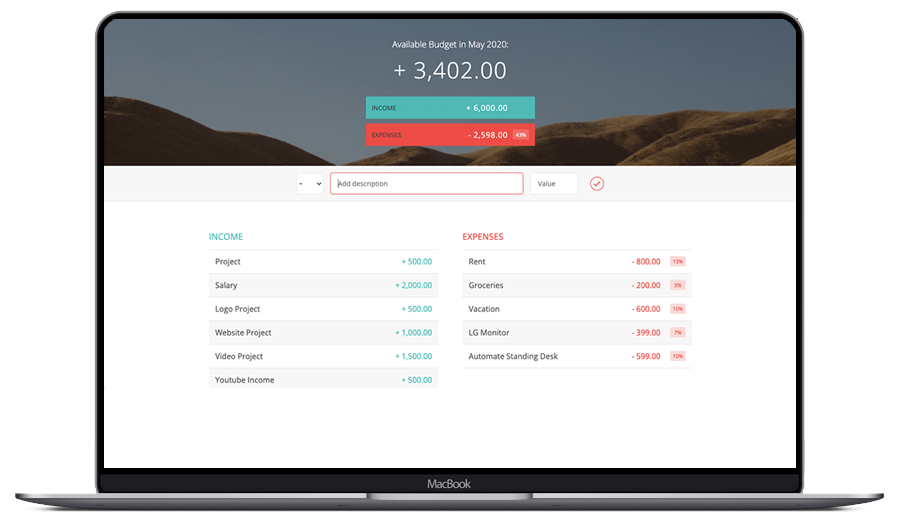 Available Budget in May 2020:
+ 3,402.00
INCOME + 6,000.00
EXPENSES - 2,598.00 43%
- Add description Value
INCOME
Project + 500.00
Salary + 2,000.00
Logo Project + 500.00
Website Project + 1,000.00
Video Project + 1,500.00
Youtube Income + 500.00
EXPENSES
Rent - 800.00 13%
Groceries - 200.00 3%
Vacation - 600.00 10%
LG Monitor - 399.00 7%
Automate Standing Desk - 599.00 10%
MacBook